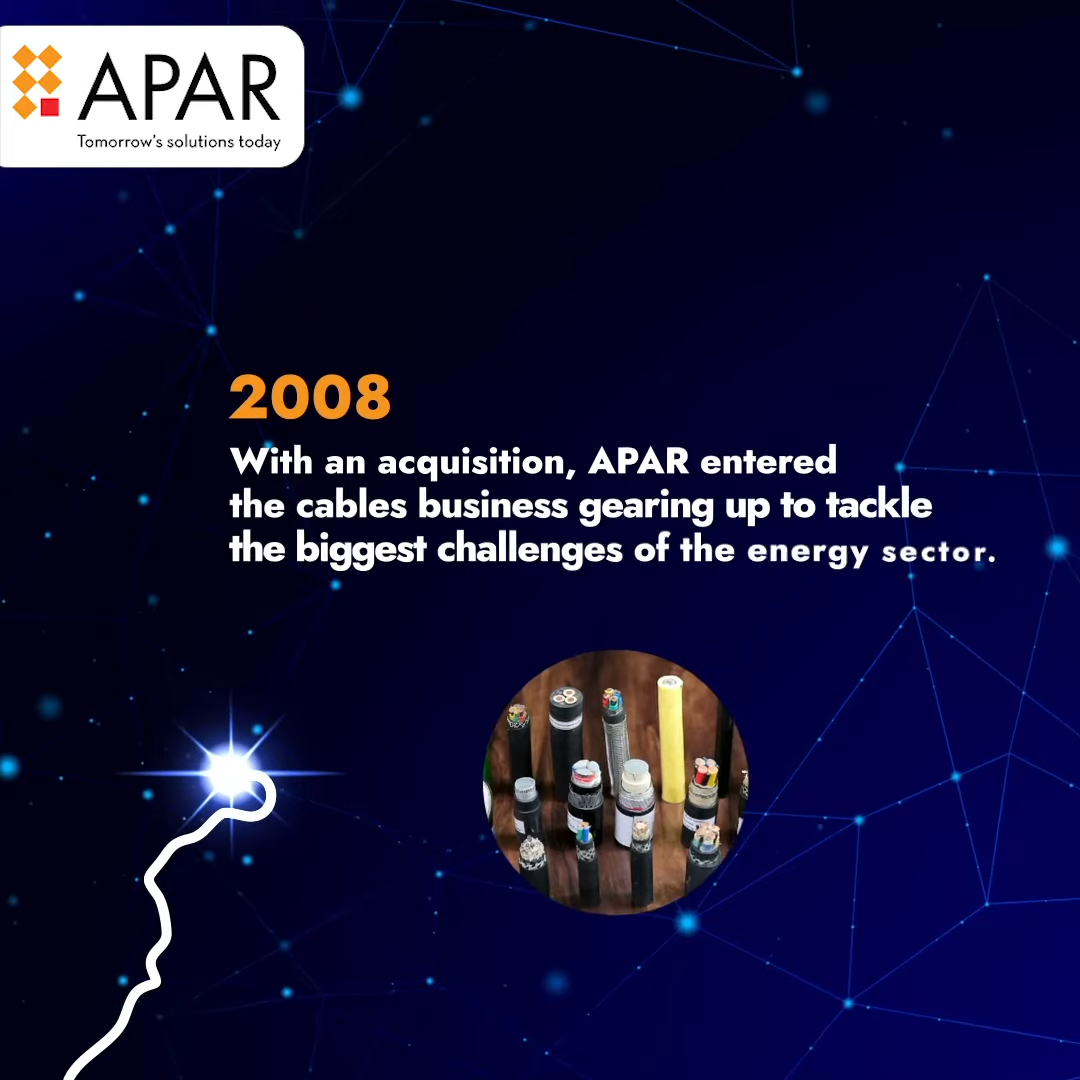 APAR
Tomorrow's solutions today
2008
With an acquisition, APAR entered
the cables business gearing up to tackle
the biggest challenges of the energy sector.